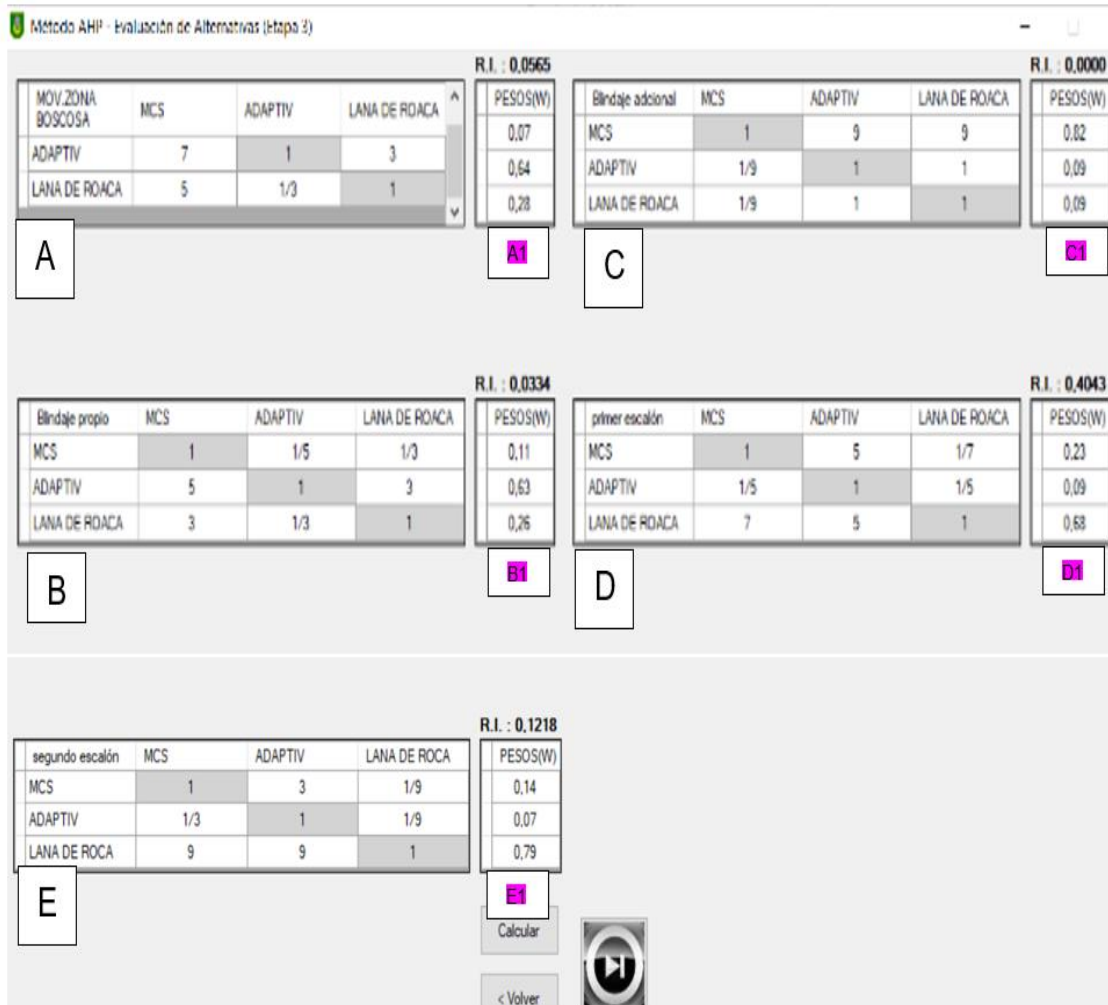 Método AHP - Evaluación de Alternativas (Etapa 3)
R.I. : 0,0565
MOV.ZONA BOSCOSA MCS ADAPTIV LANA DE ROACA PESOS(W)
0,07
ADAPTIV 7 1 3 0,64
LANA DE ROACA 5 1/3 1 0,28
A A1
R.I. : 0,0000
Blindaje adcional MCS ADAPTIV LANA DE ROACA PESOS(W)
MCS 1 9 9 0,82
ADAPTIV 1/9 1 1 0,09
LANA DE ROACA 1/9 1 1 0,09
C C1
R.I. : 0,0334
Blindaje propio MCS ADAPTIV LANA DE ROACA PESOS(W)
MCS 1 1/5 1/3 0,11
ADAPTIV 5 1 3 0,63
LANA DE ROACA 3 1/3 1 0,26
B B1
R.I. : 0,4043
primer escalón MCS ADAPTIV LANA DE ROACA PESOS(W)
MCS 1 5 1/7 0,23
ADAPTIV 1/5 1 1/5 0,09
LANA DE ROACA 7 5 1 0,68
D D1
R.I. : 0,1218
segundo escalón MCS ADAPTIV LANA DE ROCA PESOS(W)
MCS 1 3 1/9 0,14
ADAPTIV 1/3 1 1/9 0,07
LANA DE ROCA 9 9 1 0,79
E E1
Calcular
< Volver